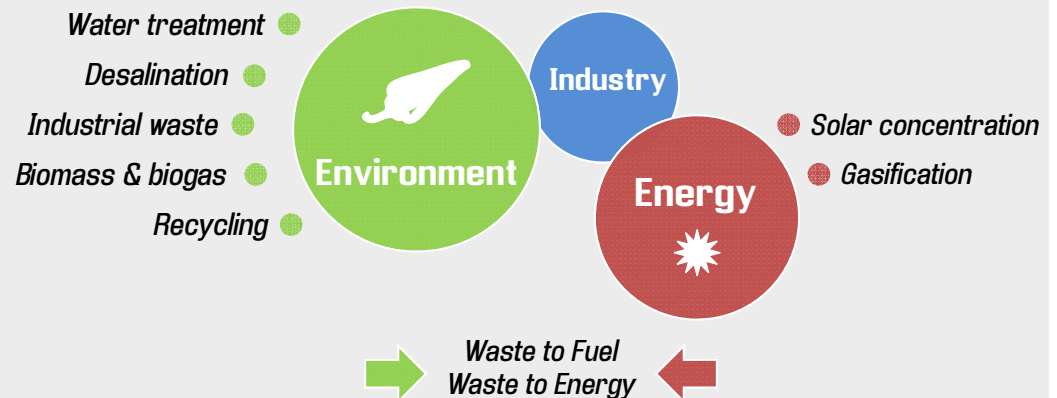 Water treatment
Desalination
Industrial waste
Biomass & biogas
Recycling
Environment
Industry
Energy
Solar concentration
Gasification
Waste to Fuel
Waste to Energy